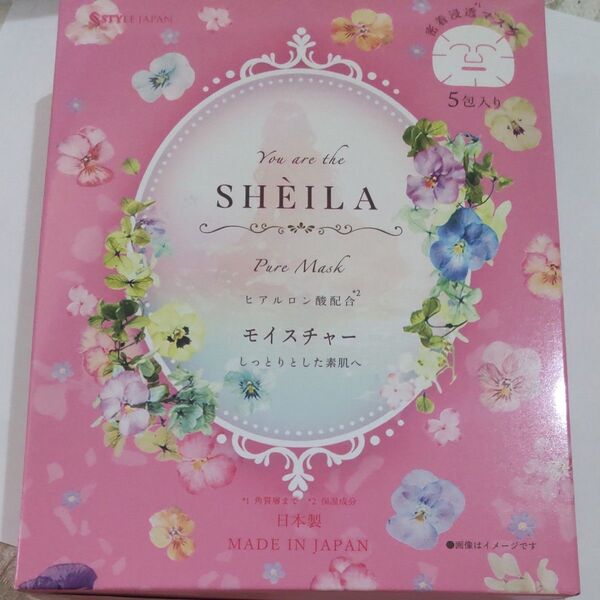 SSTYLE JAPAN
密着浸透*1マスク
5包入り
You are the
SHÈILA
Pure Mask
ヒアルロン酸配合*2
モイスチャー
しっとりとした素肌へ
*1 角質層まで *2 保湿成分
日本製
MADE IN JAPAN
●画像はイメージです